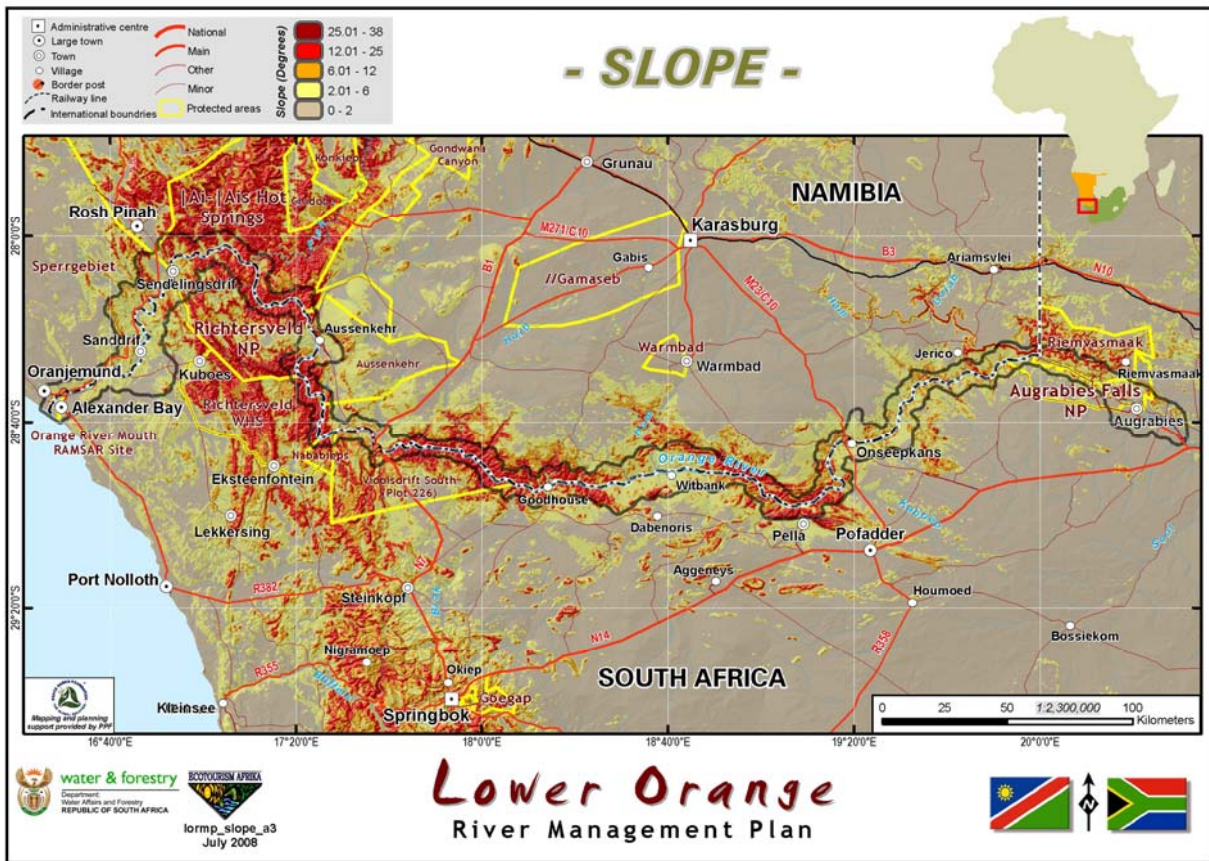 Administrative centre
Large town
Town
Village
Border post
Railway line
International boundries
National
Main
Other
Minor
Protected areas
Slope (Degrees)
25.01 - 38
12.01 - 25
6.01 - 12
2.01 - 6
0 - 2
- SLOPE -
Gondwana
Canyon
Grunau
NAMIBIA
|Ai-|Ais Hot
Springs
Rosh Pinah
28°0'0"S
M271/C10
Karasburg
B3
Ariamsvlei
N10
Sperrgebiet
Sendelingsdrif
B1
Gabis
//Gamaseb
M23/C10
Richtersveld
NP
Aussenkehr
Sanddrif
Warmbad
Riemvasmaak
Jerico
Oranjemund
Kuboes
Aussenkehr
Warmbad
Riemvasmaak
Alexander Bay
Richtersveld
WHS
Augrabies Falls
NP
Augrabies
28°40'0"S
Orange River Mouth
RAMSAR Site
Nababieps
Onseepkans
Eksteenfontein
Vioolsdrift South
(Plot 226)
Orange River
Goodhouse
Witbank
Lekkersing
Dabenoris
Pella
Pofadder
Kaboep
Port Nolloth
R382
N7
Aggeneys
29°20'0"S
Steinkopf
Houmoed
Bossiekom
N14
R358
Nigramoep
R355
Okiep
SOUTH AFRICA
Goegap
Springbok
Kleinsee
Mapping and planning
support provided by PPF
0 25 50 1:2,300,000 100
Kilometers
16°40'0"E 17°20'0"E 18°0'0"E 18°40'0"E 19°20'0"E 20°0'0"E
water & forestry
Department:
Water Affairs and Forestry
REPUBLIC OF SOUTH AFRICA
ECOTOURISM AFRIKA
lormp_slope_a3
July 2008
Lower Orange
River Management Plan
N